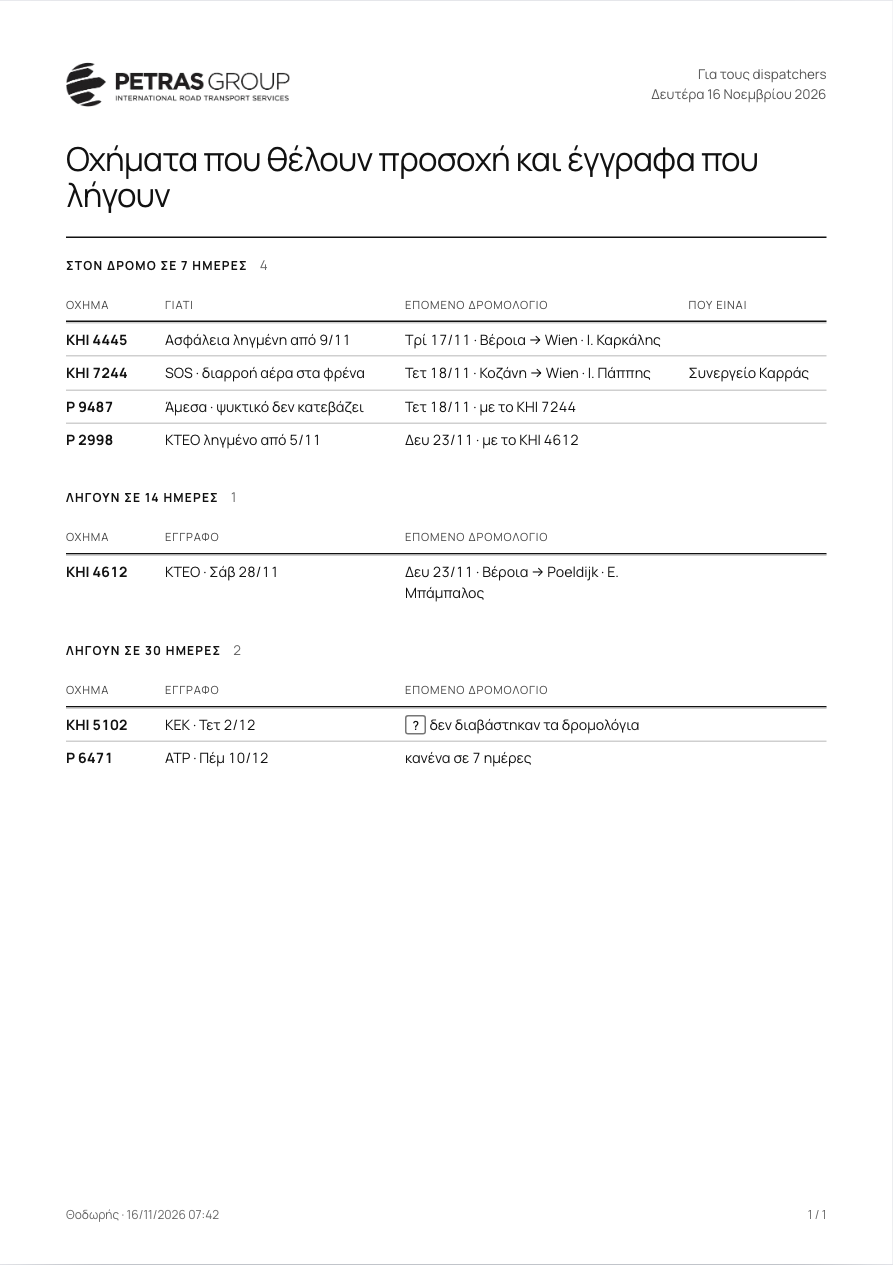 PETRAS GROUP
INTERNATIONAL ROAD TRANSPORT SERVICES
Για τους dispatchers
Δευτέρα 16 Νοεμβρίου 2026
Οχήματα που θέλουν προσοχή και έγγραφα που
λήγουν
ΣΤΟΝ ΔΡΟΜΟ ΣΕ 7 ΗΜΕΡΕΣ 4
ΟΧΗΜΑ ΓΙΑΤΙ ΕΠΟΜΕΝΟ ΔΡΟΜΟΛΟΓΙΟ ΠΟΥ ΕΙΝΑΙ
ΚΗΙ 4445 Ασφάλεια ληγμένη από 9/11 Τρί 17/11 · Βέροια → Wien · Ι. Καρκάλης
ΚΗΙ 7244 SOS · διαρροή αέρα στα φρένα Τετ 18/11 · Κοζάνη → Wien · Ι. Πάππης Συνεργείο Καρράς
Ρ 9487 Άμεσα · ψυκτικό δεν κατεβάζει Τετ 18/11 · με το ΚΗΙ 7244
Ρ 2998 ΚΤΕΟ ληγμένο από 5/11 Δευ 23/11 · με το ΚΗΙ 4612
ΛΗΓΟΥΝ ΣΕ 14 ΗΜΕΡΕΣ 1
ΟΧΗΜΑ ΕΓΓΡΑΦΟ ΕΠΟΜΕΝΟ ΔΡΟΜΟΛΟΓΙΟ
ΚΗΙ 4612 ΚΤΕΟ · Σάβ 28/11 Δευ 23/11 · Βέροια → Poeldijk · Ε.
Μπάμπαλος
ΛΗΓΟΥΝ ΣΕ 30 ΗΜΕΡΕΣ 2
ΟΧΗΜΑ ΕΓΓΡΑΦΟ ΕΠΟΜΕΝΟ ΔΡΟΜΟΛΟΓΙΟ
ΚΗΙ 5102 ΚΕΚ · Τετ 2/12 ? δεν διαβάστηκαν τα δρομολόγια
Ρ 6471 ATP · Πέμ 10/12 κανένα σε 7 ημέρες
Θοδωρής · 16/11/2026 07:42
1 / 1